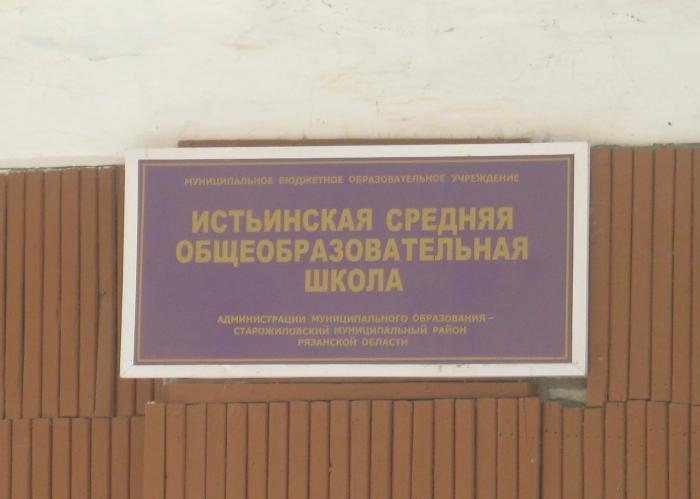 МУНИЦИПАЛЬНОЕ БЮДЖЕТНОЕ ОБРАЗОВАТЕЛЬНОЕ УЧРЕЖДЕНИЕ
ИСТЬИНСКАЯ СРЕДНЯЯ
ОБЩЕОБРАЗОВАТЕЛЬНАЯ
ШКОЛА
АДМИНИСТРАЦИИ МУНИЦИПАЛЬНОГО ОБРАЗОВАНИЯ –
СТАРОЖИЛОВСКИЙ МУНИЦИПАЛЬНЫЙ РАЙОН
РЯЗАНСКОЙ ОБЛАСТИ